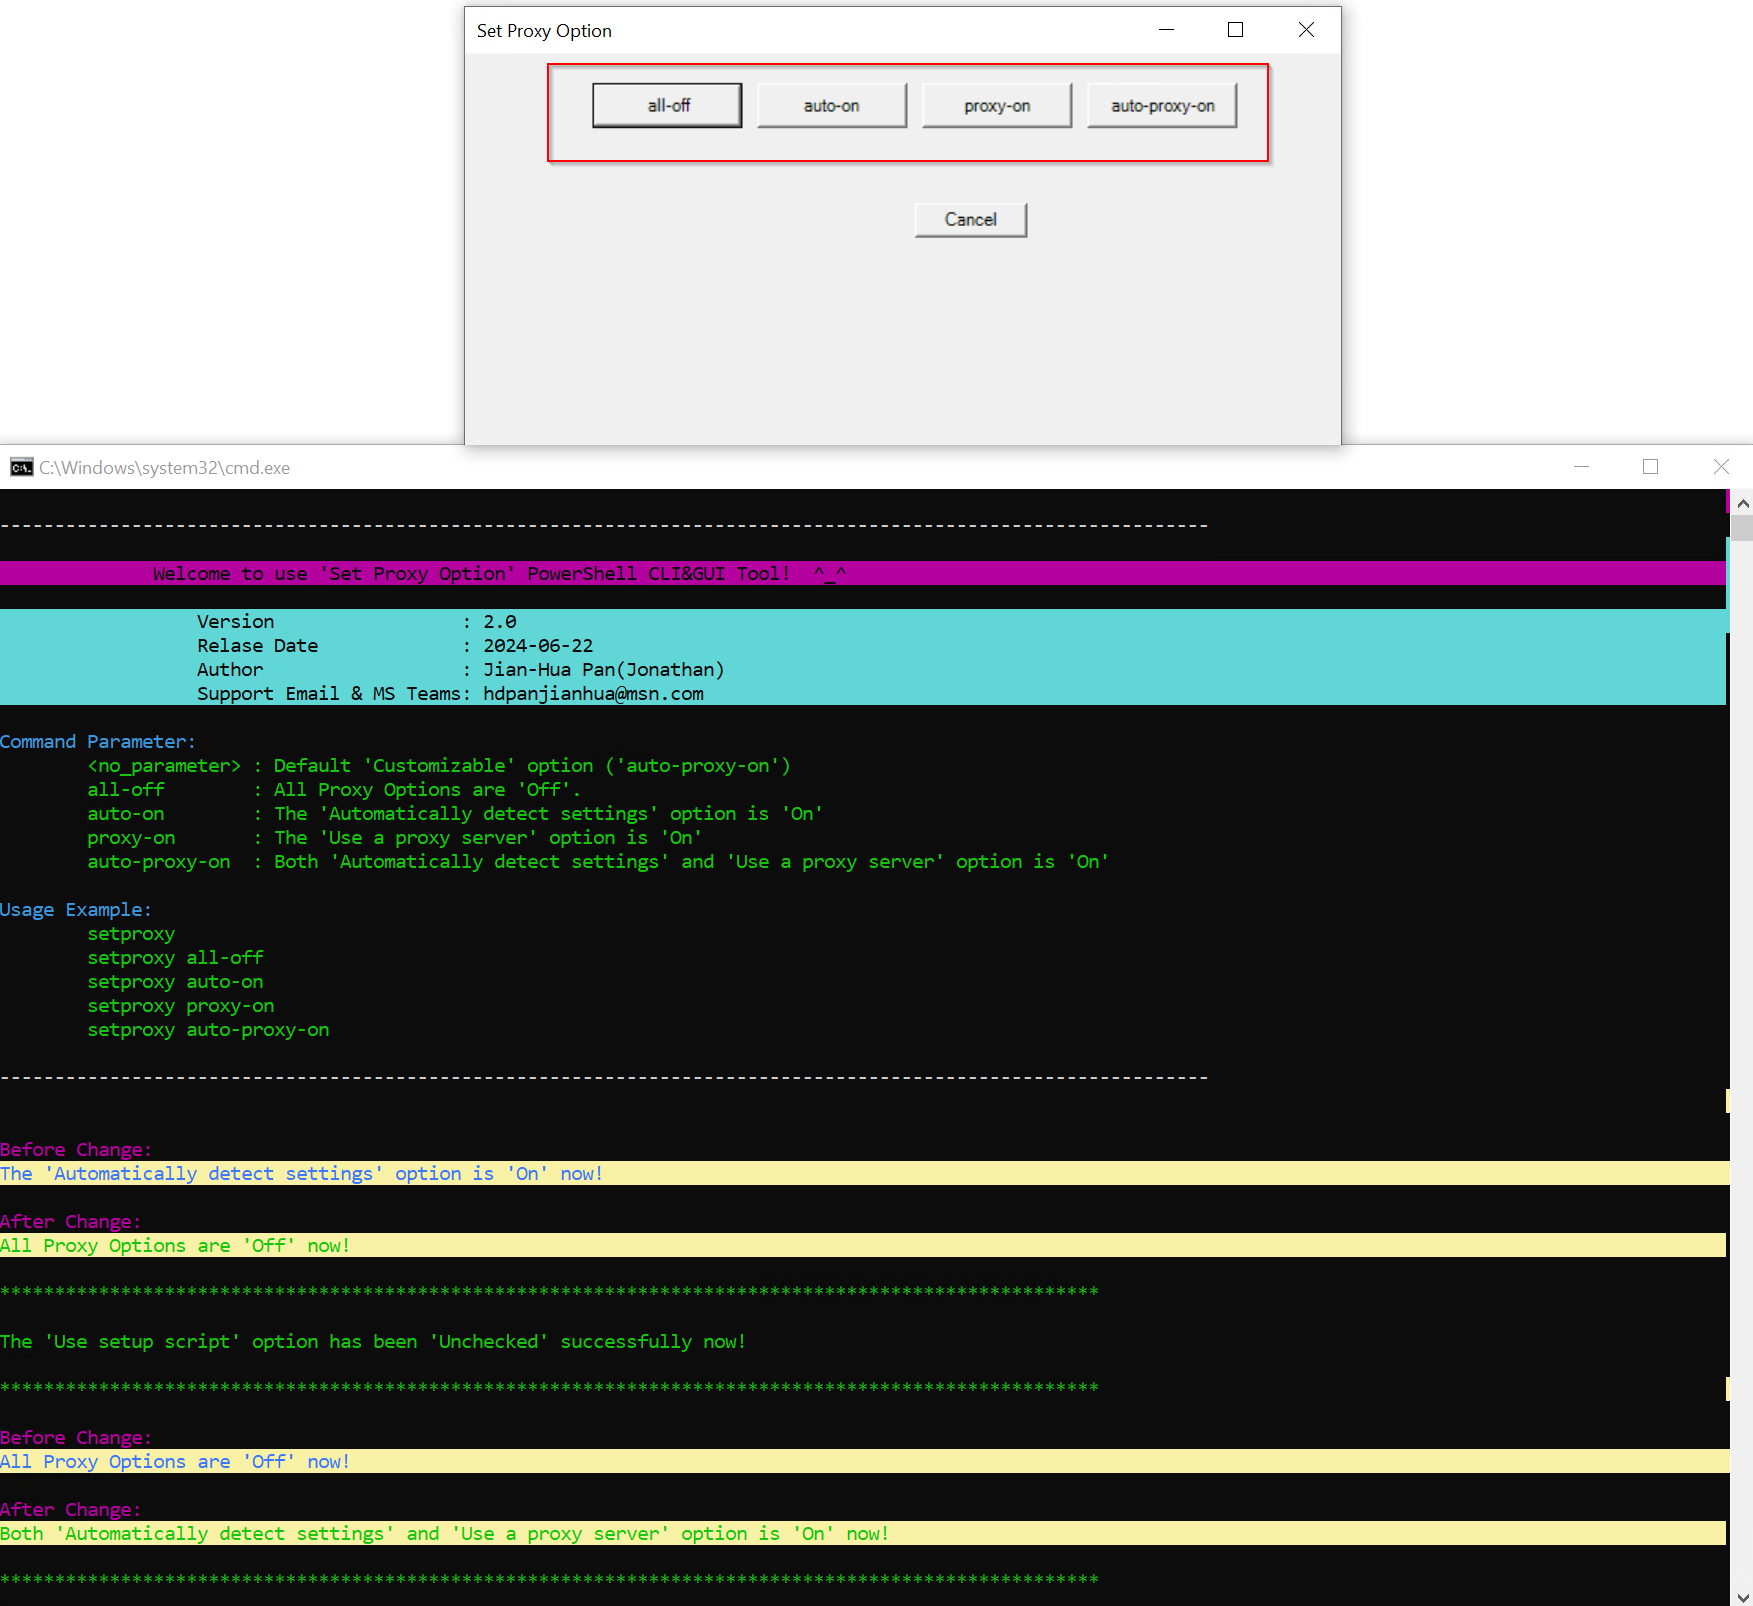 Set Proxy Option
all-off auto-on proxy-on auto-proxy-on
Cancel
C:\Windows\system32\cmd.exe
--------------------------------------------------------------------------------------------------------------
Welcome to use 'Set Proxy Option' PowerShell CLI&GUI Tool!  ^_^
Version : 2.0
Relase Date : 2024-06-22
Author : Jian-Hua Pan(Jonathan)
Support Email & MS Teams: hdpanjianhua@msn.com
Command Parameter:
<no_parameter> : Default 'Customizable' option ('auto-proxy-on')
all-off : All Proxy Options are 'Off'.
auto-on : The 'Automatically detect settings' option is 'On'
proxy-on : The 'Use a proxy server' option is 'On'
auto-proxy-on : Both 'Automatically detect settings' and 'Use a proxy server' option is 'On'
Usage Example:
setproxy
setproxy all-off
setproxy auto-on
setproxy proxy-on
setproxy auto-proxy-on
--------------------------------------------------------------------------------------------------------------
Before Change:
The 'Automatically detect settings' option is 'On' now!
After Change:
All Proxy Options are 'Off' now!
****************************************************************************************************
The 'Use setup script' option has been 'Unchecked' successfully now!
****************************************************************************************************
Before Change:
All Proxy Options are 'Off' now!
After Change:
Both 'Automatically detect settings' and 'Use a proxy server' option is 'On' now!
****************************************************************************************************